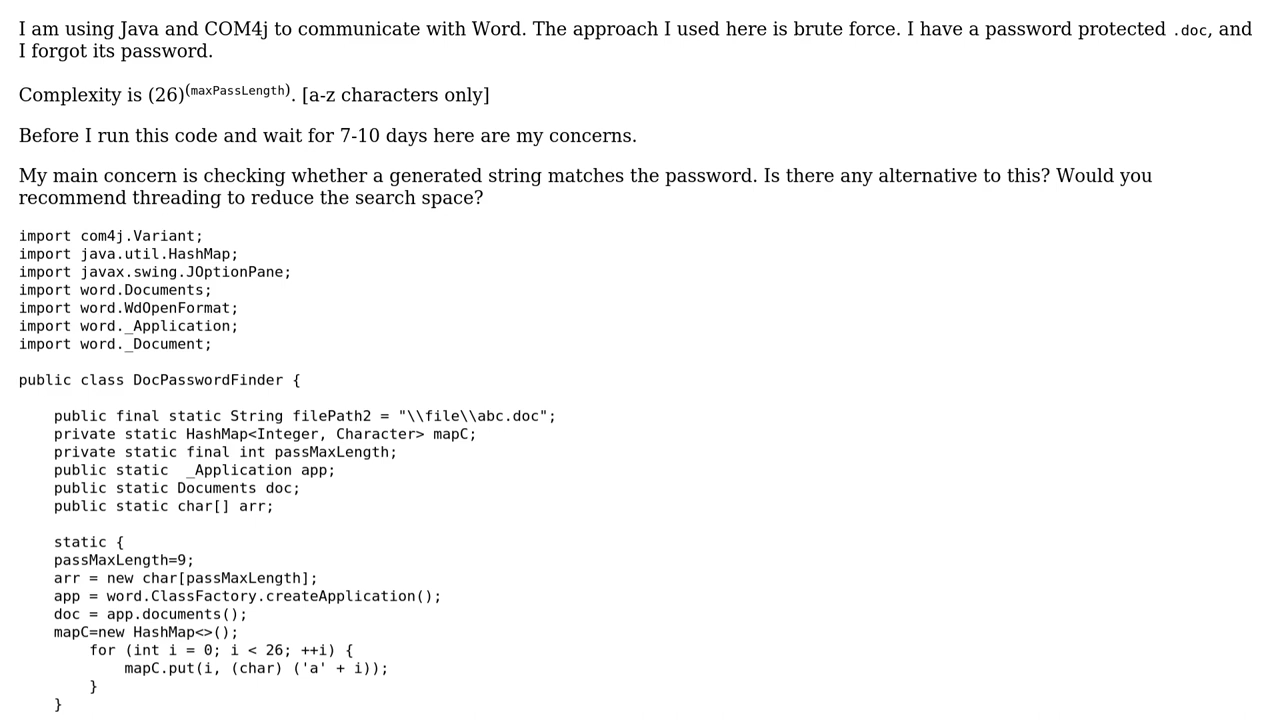 I am using Java and COM4j to communicate with Word. The approach I used here is brute force. I have a password protected .doc, and
I forgot its password.
Complexity is (26)^(maxPassLength). [a-z characters only]
Before I run this code and wait for 7-10 days here are my concerns.
My main concern is checking whether a generated string matches the password. Is there any alternative to this? Would you
recommend threading to reduce the search space?
import com4j.Variant;
import java.util.HashMap;
import javax.swing.JOptionPane;
import word.Documents;
import word.WdOpenFormat;
import word._Application;
import word._Document;
public class DocPasswordFinder {
    public final static String filePath2 = "\\file\\abc.doc";
    private static HashMap<Integer, Character> mapC;
    private static final int passMaxLength;
    public static  _Application app;
    public static Documents doc;
    public static char[] arr;
    static {
    passMaxLength=9;
    arr = new char[passMaxLength];
    app = word.ClassFactory.createApplication();
    doc = app.documents();
    mapC=new HashMap<>();
        for (int i = 0; i < 26; ++i) {
            mapC.put(i, (char) ('a' + i));
        }
    }